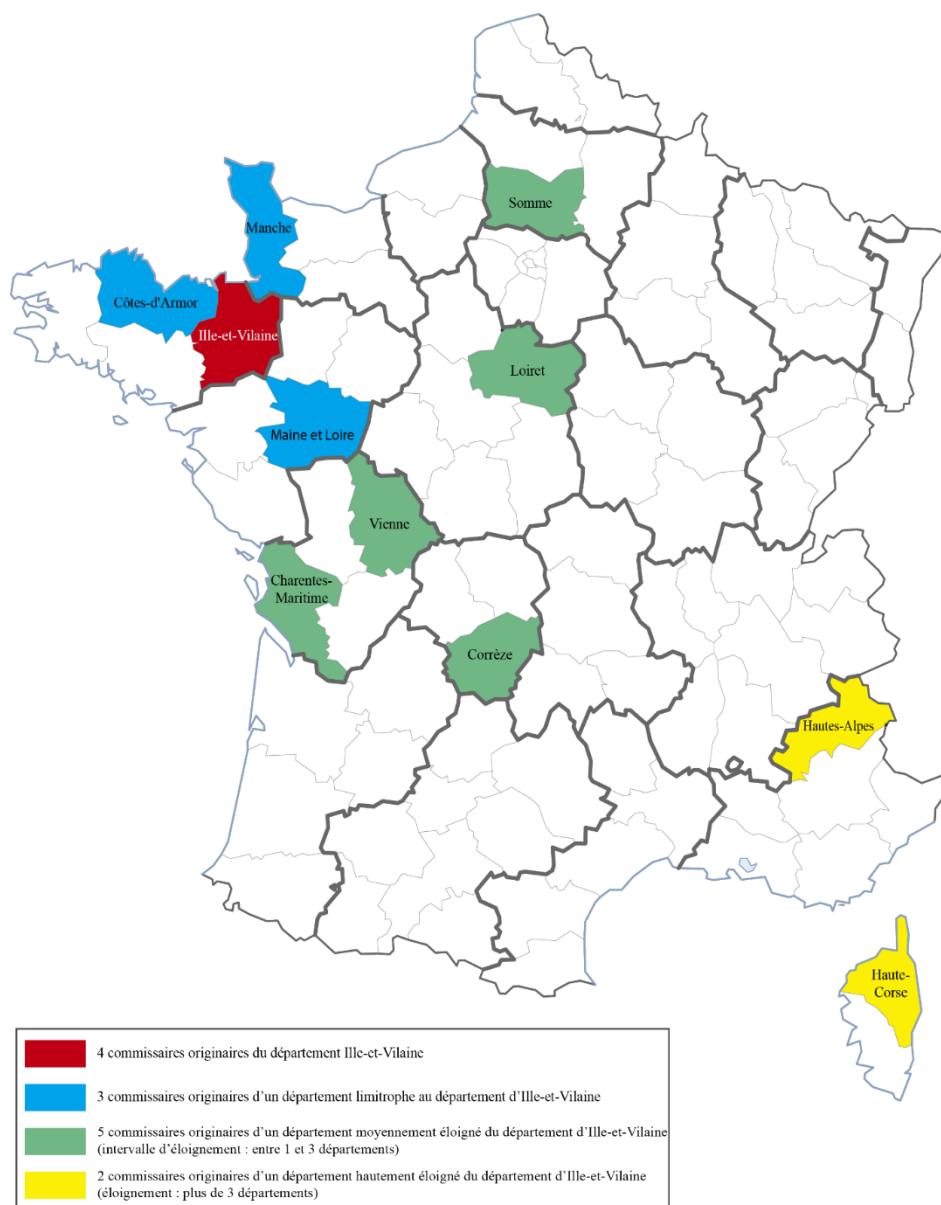 Somme
Manche
Côtes-d'Armor
Ille-et-Vilaine
Loiret
Maine et Loire
Vienne
Charentes-
Maritime
Corrèze
Hautes-Alpes
Haute-
Corse
4 commissaires originaires du département Ille-et-Vilaine
3 commissaires originaires d'un département limitrophe au département d'Ille-et-Vilaine
5 commissaires originaires d'un département moyennement éloigné du département d'Ille-et-Vilaine
(intervalle d'éloignement : entre 1 et 3 départements)
2 commissaires originaires d'un département hautement éloigné du département d'Ille-et-Vilaine
(éloignement : plus de 3 départements)